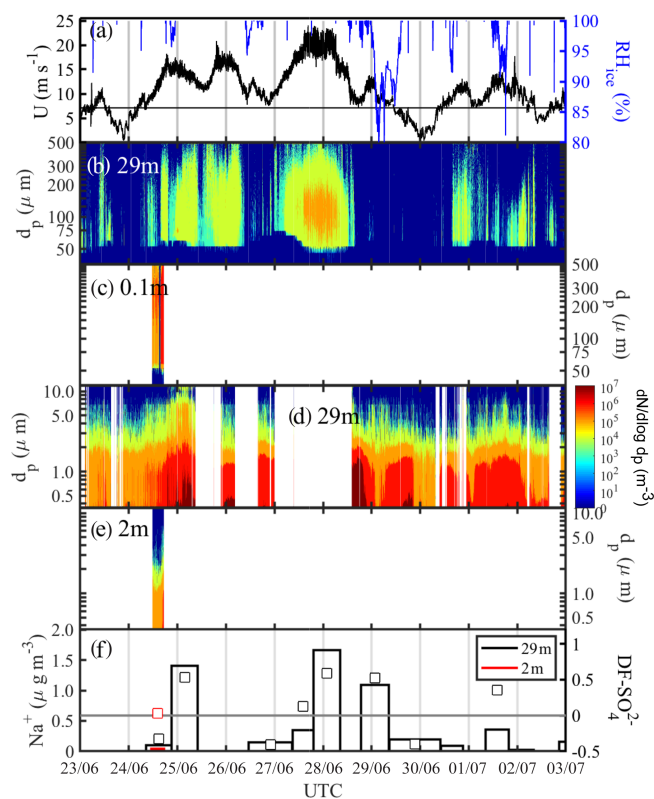 (a)
25
20
15
10
5
U (m s⁻¹)
100
95
90
85
80
RH_ice (%)
(b) 29m
500
300
200
100
75
50
d_p (μ m)
(c) 0.1m
500
300
200
100
75
50
d_p (μ m)
(d) 29m
10.0
5.0
1.0
0.5
d_p (μ m)
10⁷
10⁶
10⁵
10⁴
10³
10²
10¹
0
dN/dlog d_p (m⁻³)
(e) 2m
10.0
5.0
1.0
0.5
d_p (μ m)
(f)
2.0
1.5
1.0
0.5
0
Na⁺ (μ g m⁻³)
29m
2m
1
0.5
0
-0.5
DF-SO₄²⁻
23/06 24/06 25/06 26/06 27/06 28/06 29/06 30/06 01/07 02/07 03/07
UTC